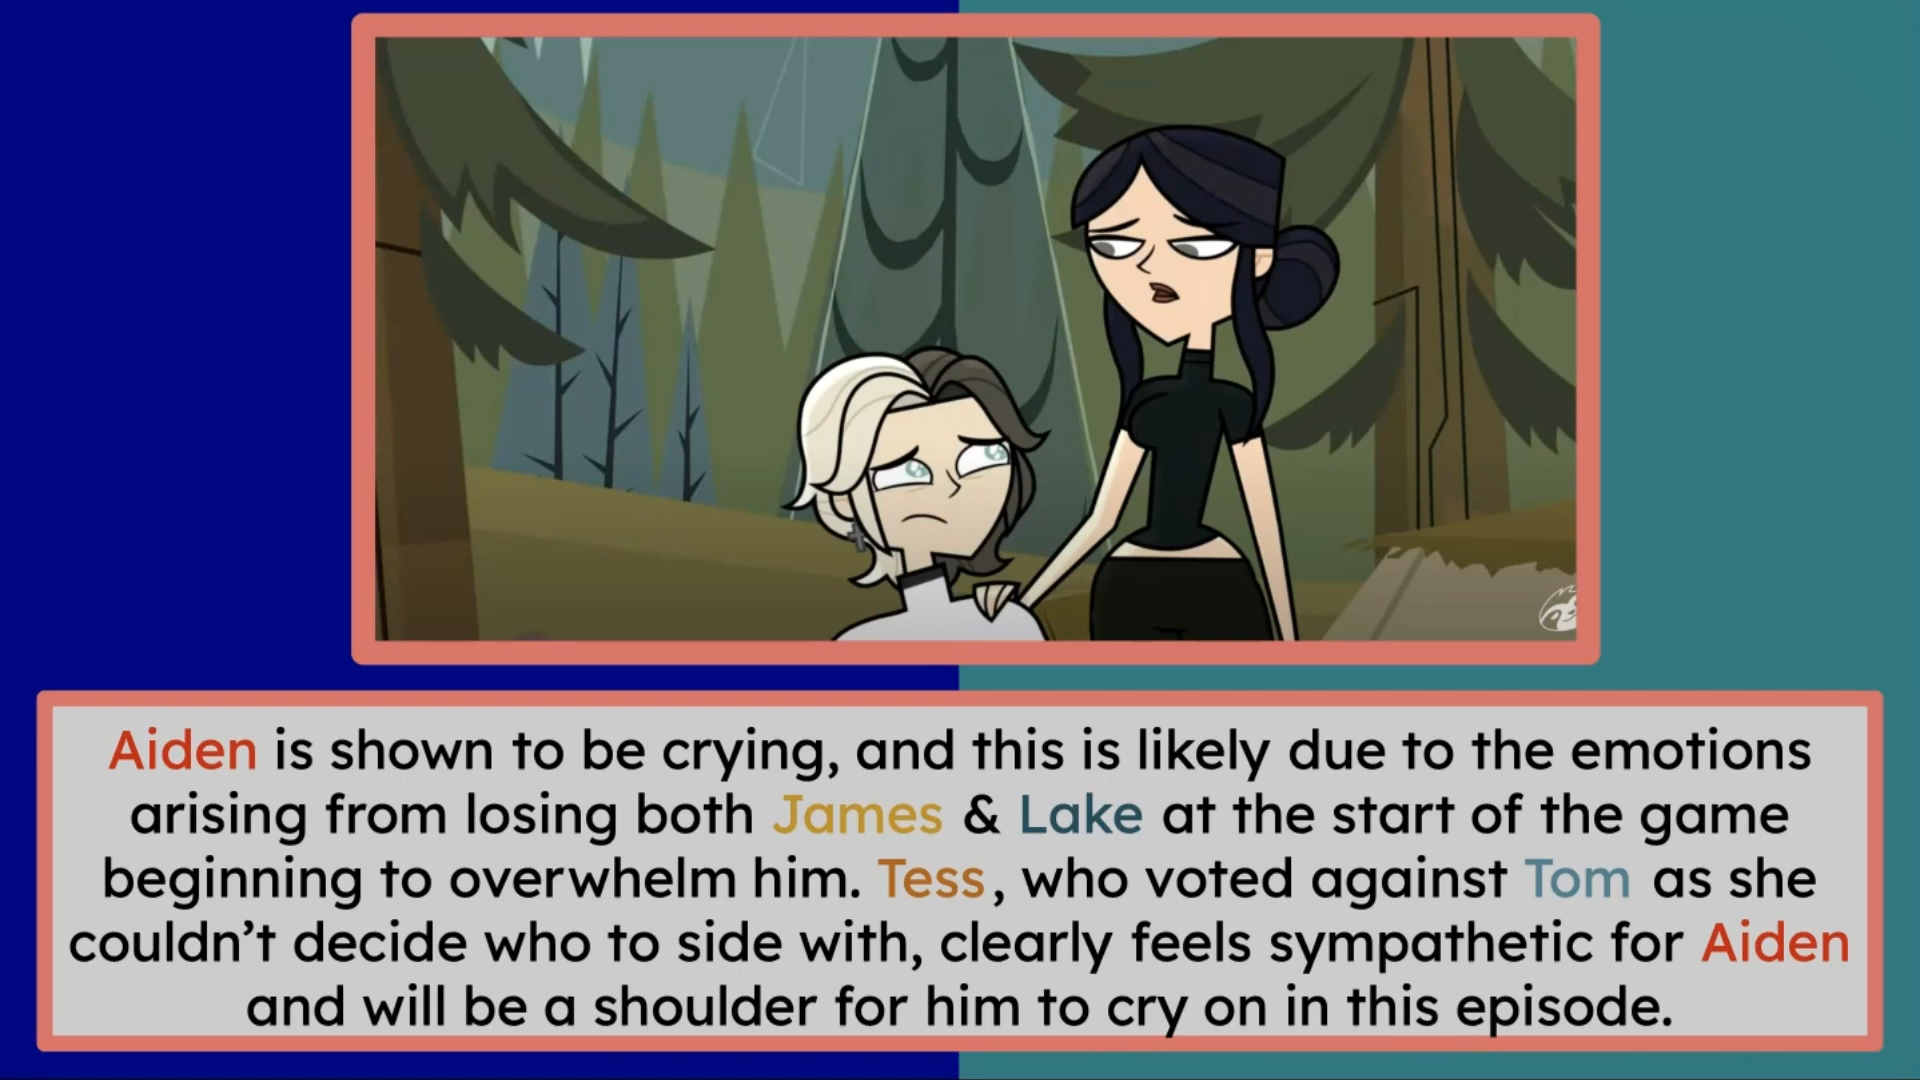 Aiden is shown to be crying, and this is likely due to the emotions
arising from losing both James & Lake at the start of the game
beginning to overwhelm him. Tess, who voted against Tom as she
couldn’t decide who to side with, clearly feels sympathetic for Aiden
and will be a shoulder for him to cry on in this episode.